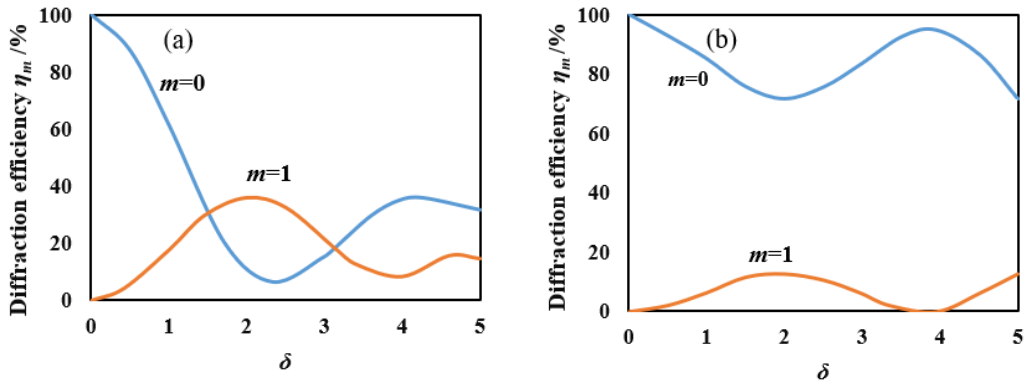 Diffraction efficiency ηm /%
100
80
60
40
20
0
(a)
m=0
m=1
0 1 2 3 4 5
δ
Diffraction efficiency ηm /%
100
80
60
40
20
0
(b)
m=0
m=1
0 1 2 3 4 5
δ